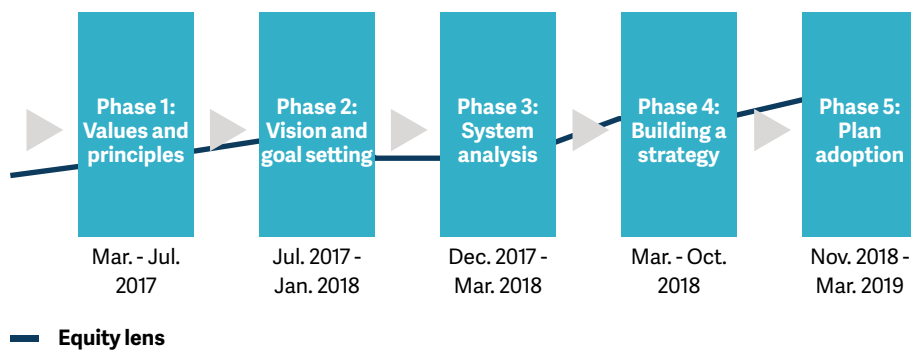 Phase 1:
Values and
principles
Phase 2:
Vision and
goal setting
Phase 3:
System
analysis
Phase 4:
Building a
strategy
Phase 5:
Plan
adoption
Mar. - Jul.
2017
Jul. 2017 -
Jan. 2018
Dec. 2017 -
Mar. 2018
Mar. - Oct.
2018
Nov. 2018 -
Mar. 2019
Equity lens